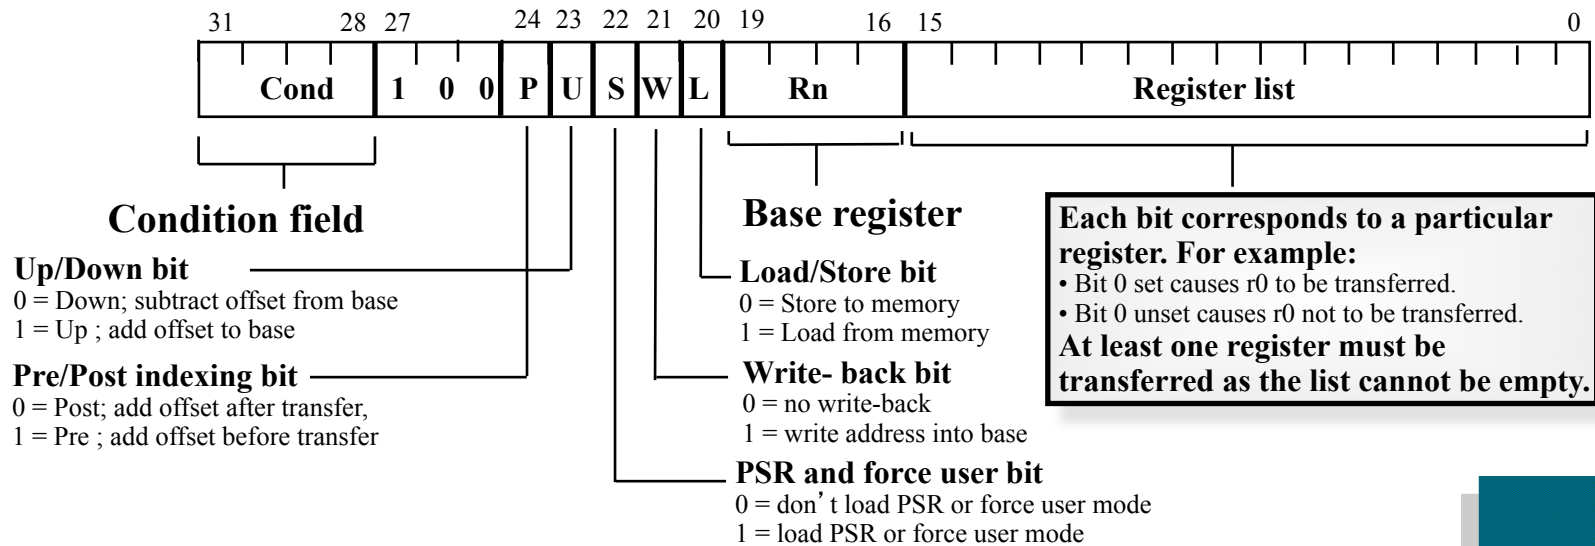 31 28 27 24 23 22 21 20 19 16 15 0
Cond 1 0 0 P U S W L Rn Register list
Condition field
Base register
Up/Down bit
0 = Down; subtract offset from base
1 = Up ; add offset to base
Pre/Post indexing bit
0 = Post; add offset after transfer,
1 = Pre ; add offset before transfer
Load/Store bit
0 = Store to memory
1 = Load from memory
Write- back bit
0 = no write-back
1 = write address into base
PSR and force user bit
0 = don’t load PSR or force user mode
1 = load PSR or force user mode
Each bit corresponds to a particular
register. For example:
• Bit 0 set causes r0 to be transferred.
• Bit 0 unset causes r0 not to be transferred.
At least one register must be
transferred as the list cannot be empty.